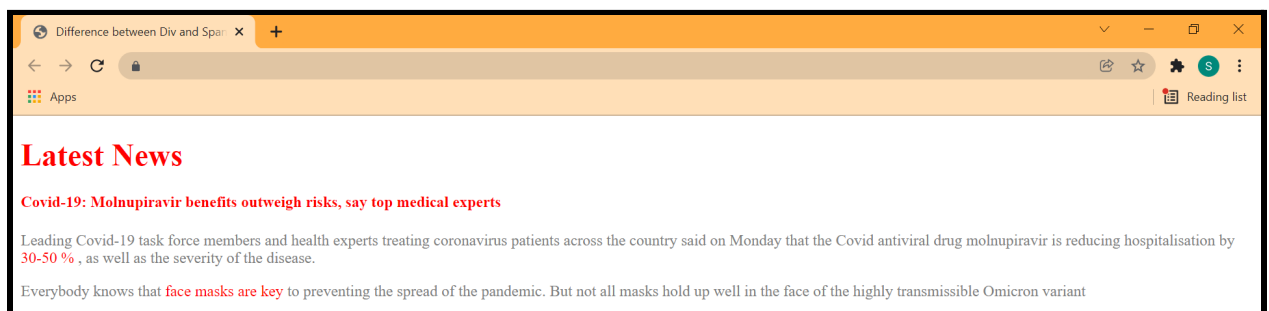 Difference between Div and Span
S
Apps
Reading list
Latest News
Covid-19: Molnupiravir benefits outweigh risks, say top medical experts
Leading Covid-19 task force members and health experts treating coronavirus patients across the country said on Monday that the Covid antiviral drug molnupiravir is reducing hospitalisation by
30-50 % , as well as the severity of the disease.
Everybody knows that face masks are key to preventing the spread of the pandemic. But not all masks hold up well in the face of the highly transmissible Omicron variant